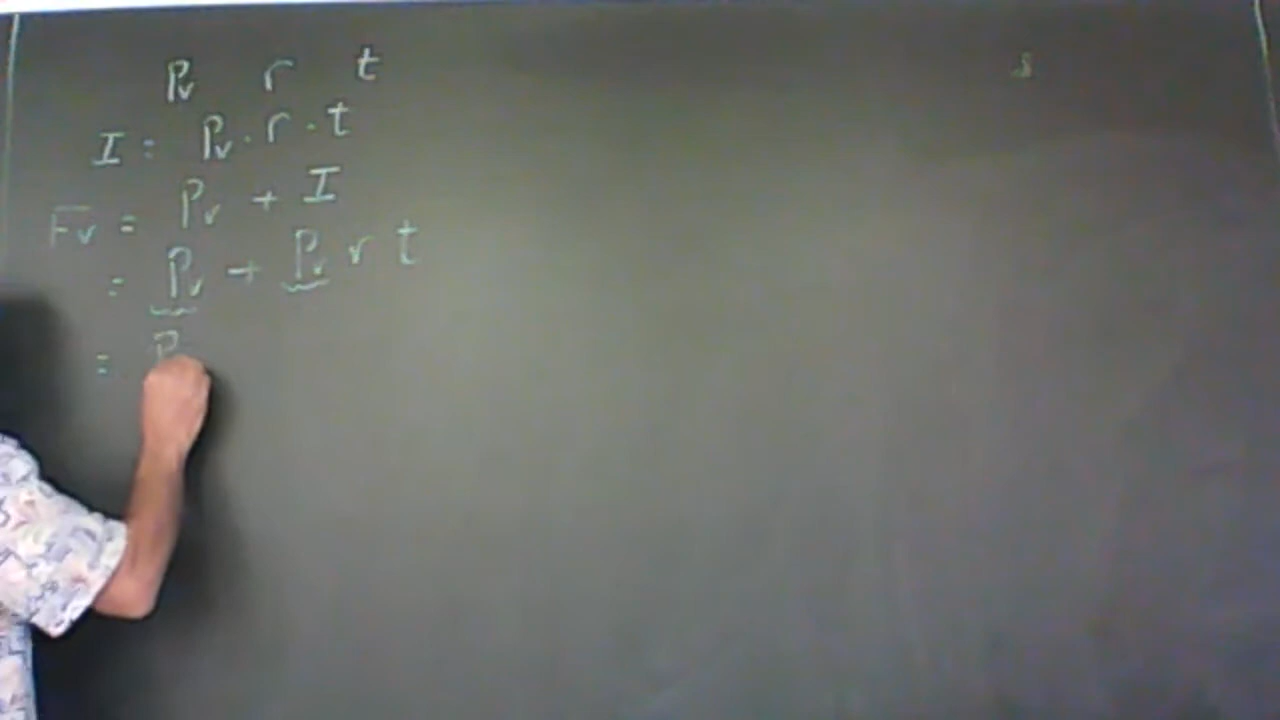 Pv r t
I = Pv · r · t
Fv = Pv + I
= Pv + Pv r t
= P